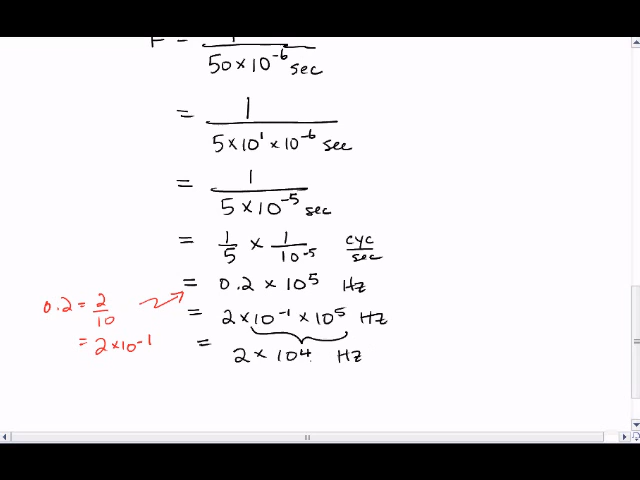 F = 1 / 50 × 10⁻⁶ sec
= 1 / 5 × 10¹ × 10⁻⁶ sec
= 1 / 5 × 10⁻⁵ sec
= 1/5 × 1/10⁻⁵ cyc/sec
= 0.2 × 10⁵ Hz
0.2 = 2/10
= 2 × 10⁻¹
= 2 × 10⁻¹ × 10⁵ Hz
= 2 × 10⁴ Hz